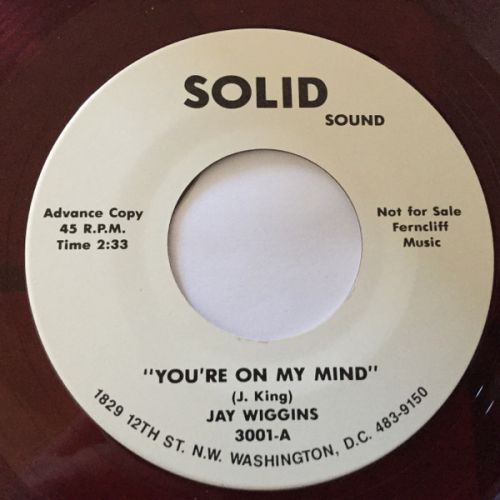 SOLID
SOUND
Advance Copy
45 R.P.M.
Time 2:33
Not for Sale
Ferncliff
Music
"YOU'RE ON MY MIND"
(J. King)
JAY WIGGINS
3001-A
1829 12TH ST. N.W. WASHINGTON, D.C. 483-9150